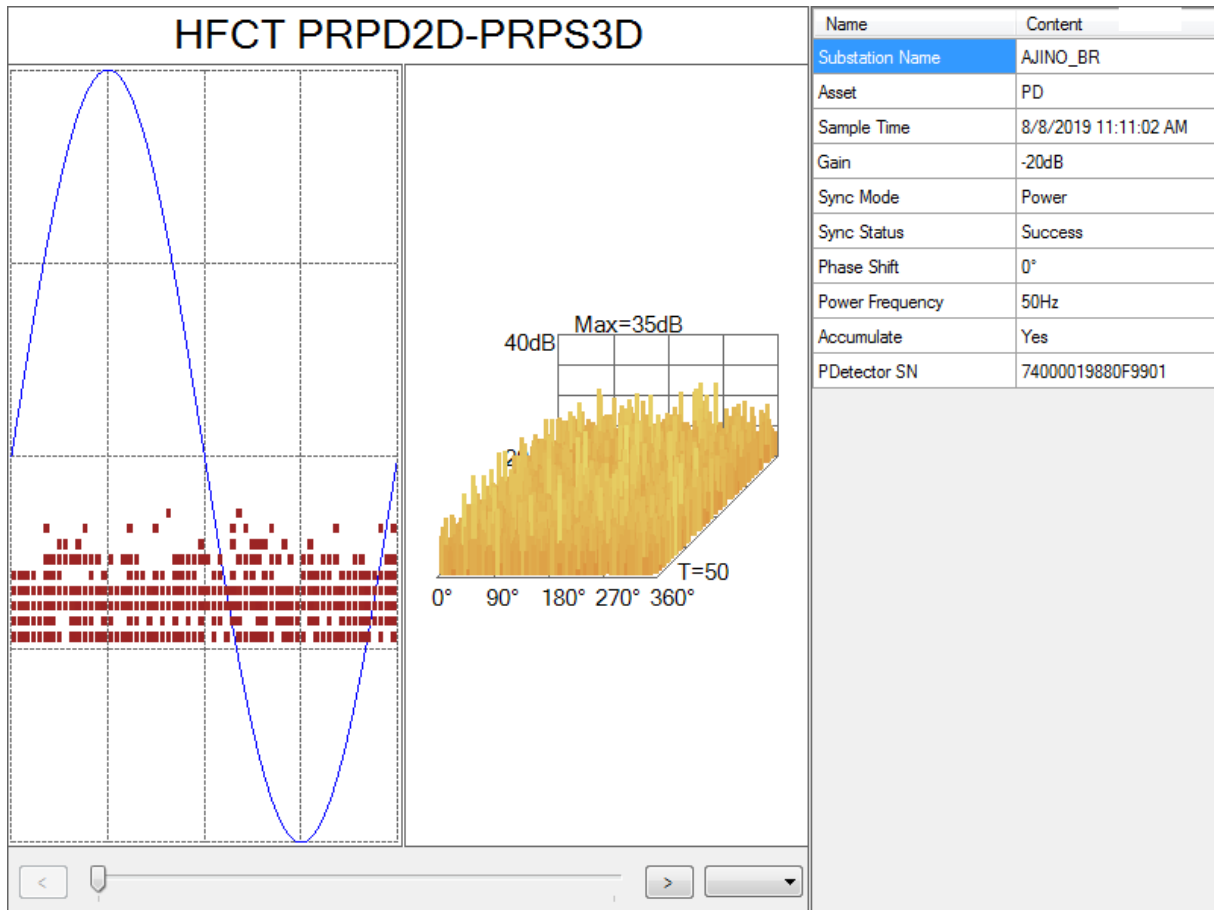 HFCT PRPD2D-PRPS3D
Max=35dB
40dB
T=50
0° 90° 180° 270° 360°
< >
Name Content
Substation Name AJINO_BR
Asset PD
Sample Time 8/8/2019 11:11:02 AM
Gain -20dB
Sync Mode Power
Sync Status Success
Phase Shift 0°
Power Frequency 50Hz
Accumulate Yes
PDetector SN 74000019880F9901